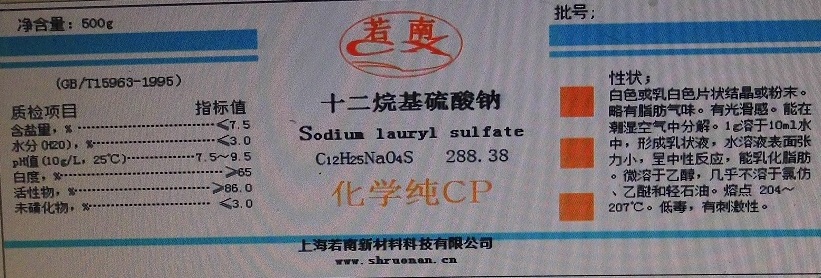 净含量: 500g
(GB/T15963-1995)
质检项目 指标值
含盐量, % ≤7.5
水分(H2O), % ≤3.0
pH值(10g/L, 25℃) 7.5~9.5
白度, % ≥65
活性物, % ≥86.0
未磺化物, % ≤3.0
若南
十二烷基硫酸钠
Sodium lauryl sulfate
C12H25NaO4S 288.38
化学纯CP
批号;
性状;
白色或乳白色片状结晶或粉末。
略有脂肪气味。有光滑感。能在
潮湿空气中分解。1g溶于10ml水
中,形成乳状液,水溶液表面张
力小,呈中性反应,能乳化脂肪
。微溶于乙醇,几乎不溶于氯仿
、乙醚和轻石油。熔点 204~
207℃。低毒,有刺激性。
上海若南新材料科技有限公司
www.shruonan.cn